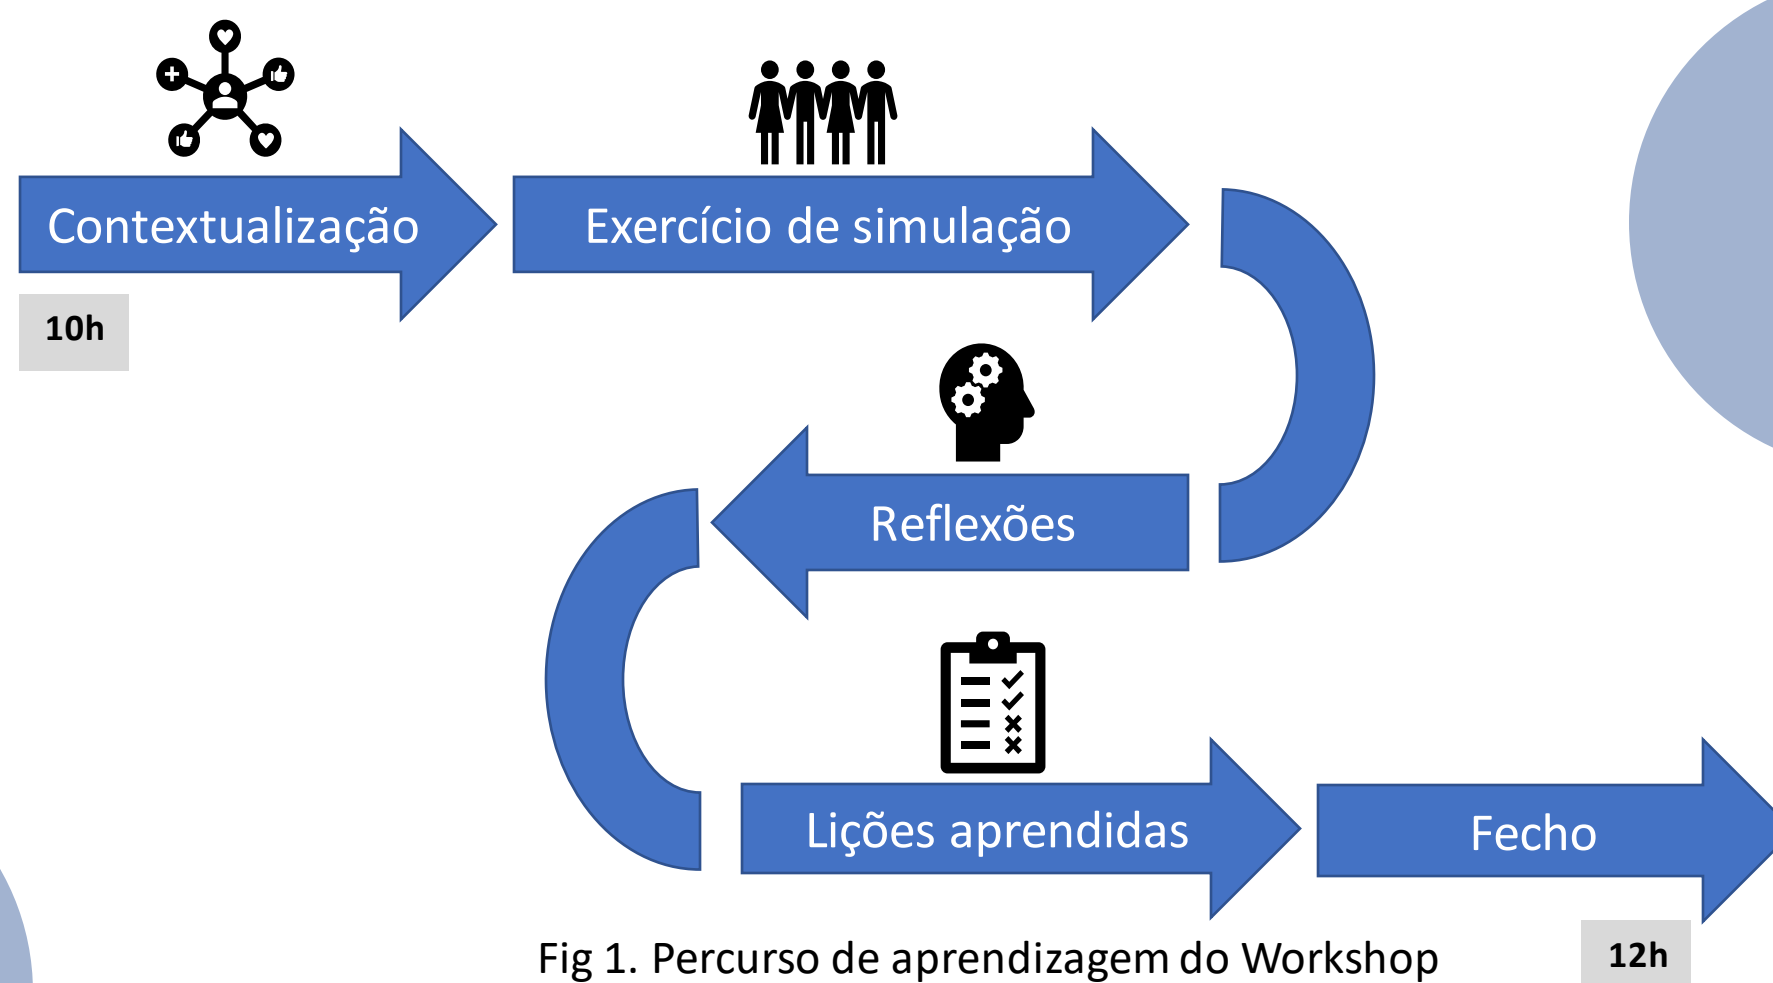 Contextualização
Exercício de simulação
10h
Reflexões
Lições aprendidas
Fecho
Fig 1. Percurso de aprendizagem do Workshop
12h